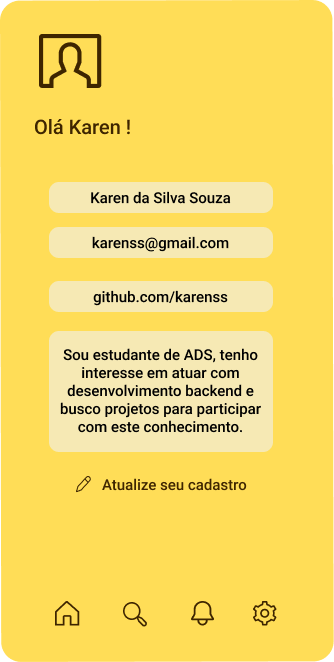 Olá Karen !
Karen da Silva Souza
karenss@gmail.com
github.com/karenss
Sou estudante de ADS, tenho
interesse em atuar com
desenvolvimento backend e
busco projetos para participar
com este conhecimento.
Atualize seu cadastro